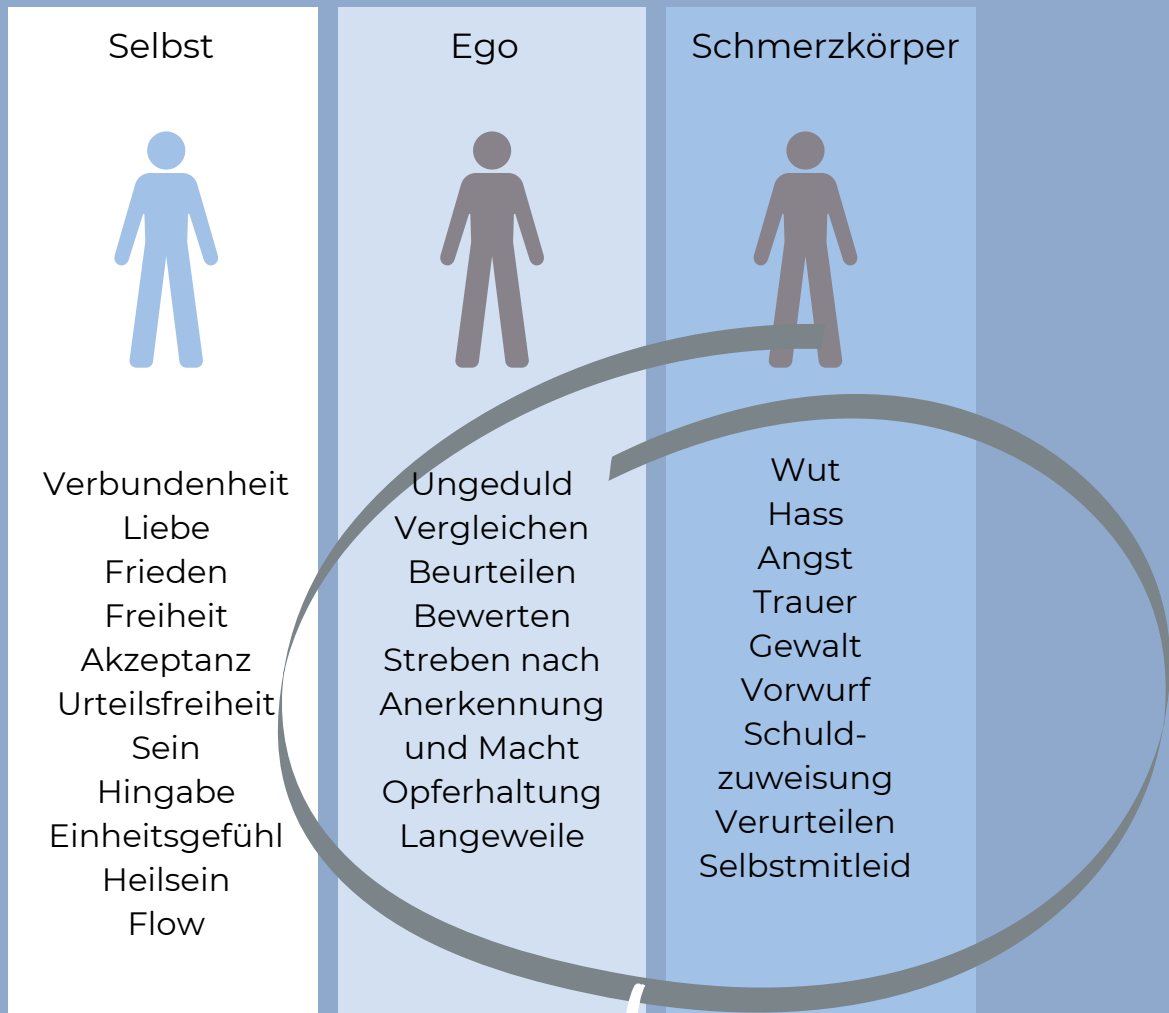 Selbst
Verbundenheit
Liebe
Frieden
Freiheit
Akzeptanz
Urteilsfreiheit
Sein
Hingabe
Einheitsgefühl
Heilsein
Flow
Ego
Ungeduld
Vergleichen
Beurteilen
Bewerten
Streben nach
Anerkennung
und Macht
Opferhaltung
Langeweile
Schmerzkörper
Wut
Hass
Angst
Trauer
Gewalt
Vorwurf
Schuld-
zuweisung
Verurteilen
Selbstmitleid